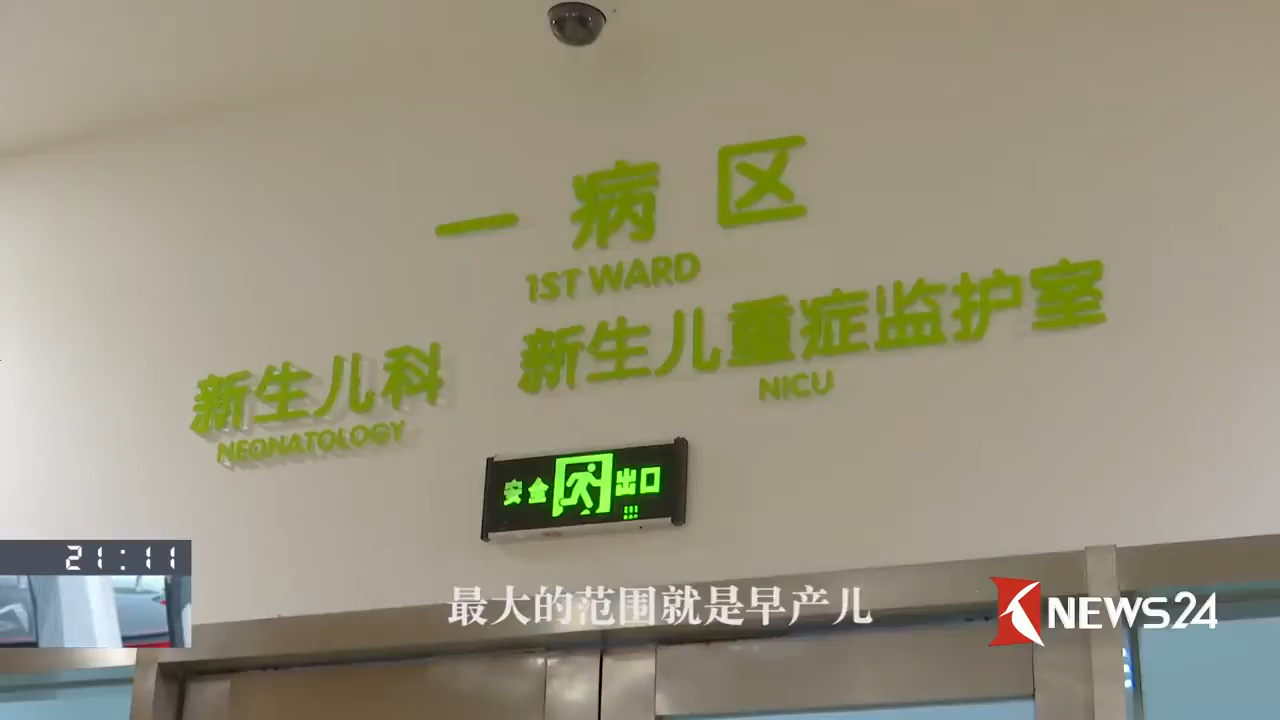 一病区
1ST WARD
新生儿科 新生儿重症监护室
NEONATOLOGY NICU
安全出口
21:11
最大的范围就是早产儿
NEWS24